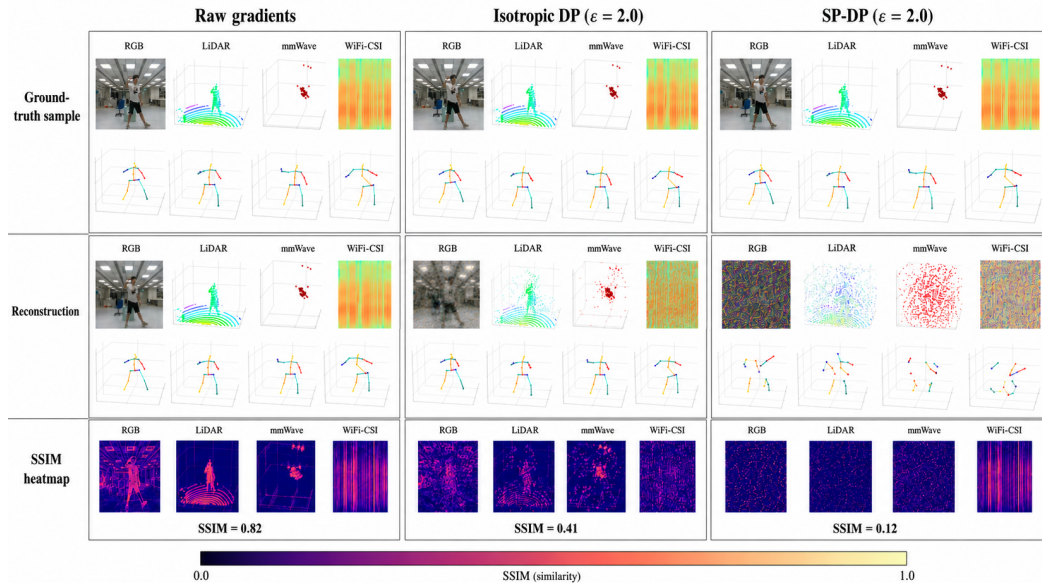 Raw gradients
Isotropic DP (ε = 2.0)
SP-DP (ε = 2.0)
RGB LiDAR mmWave WiFi-CSI
RGB LiDAR mmWave WiFi-CSI
RGB LiDAR mmWave WiFi-CSI
Ground-
truth sample
RGB LiDAR mmWave WiFi-CSI
RGB LiDAR mmWave WiFi-CSI
RGB LiDAR mmWave WiFi-CSI
Reconstruction
RGB LiDAR mmWave WiFi-CSI
RGB LiDAR mmWave WiFi-CSI
RGB LiDAR mmWave WiFi-CSI
SSIM
heatmap
SSIM = 0.82
SSIM = 0.41
SSIM = 0.12
0.0
SSIM (similarity)
1.0